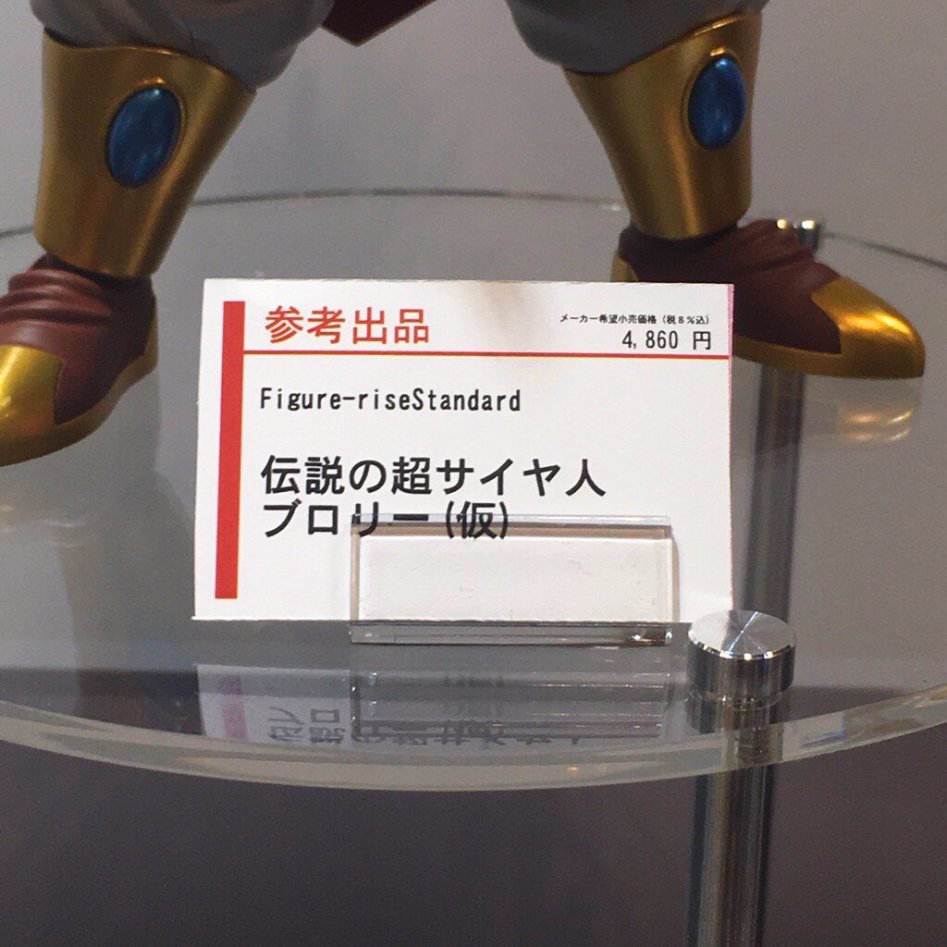 参考出品
メーカー希望小売価格（税８％込）
4,860 円
Figure-riseStandard
伝説の超サイヤ人
ブロリー(仮)